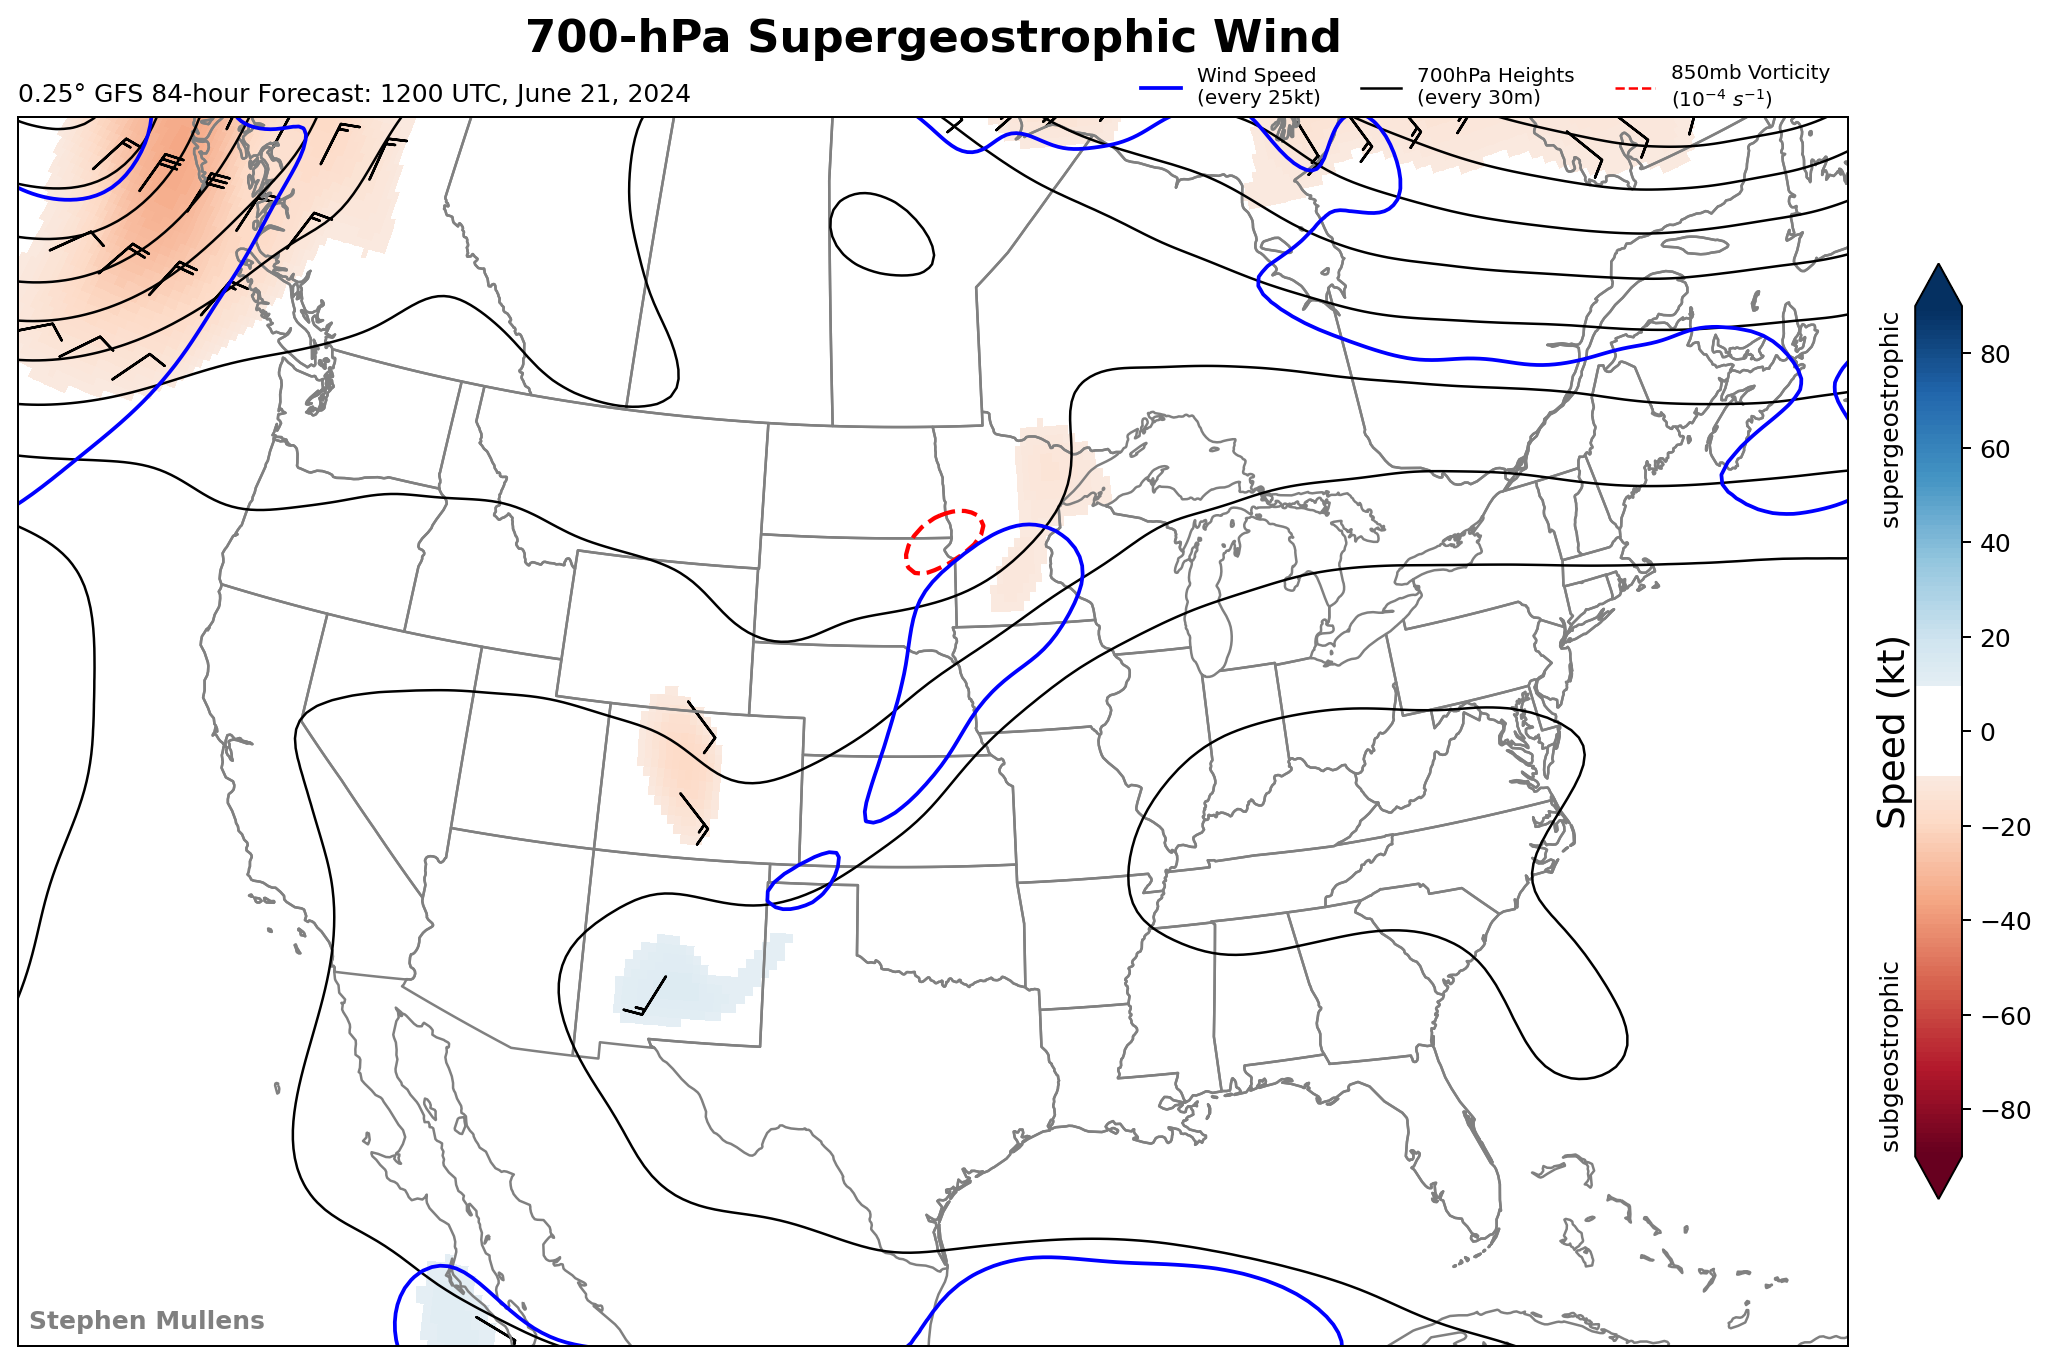 700-hPa Supergeostrophic Wind
0.25° GFS 84-hour Forecast: 1200 UTC, June 21, 2024
Wind Speed
(every 25kt)
700hPa Heights
(every 30m)
850mb Vorticity
(10⁻⁴ s⁻¹)
supergeostrophic
Speed (kt)
subgeostrophic
80
60
40
20
0
−20
−40
−60
−80
Stephen Mullens